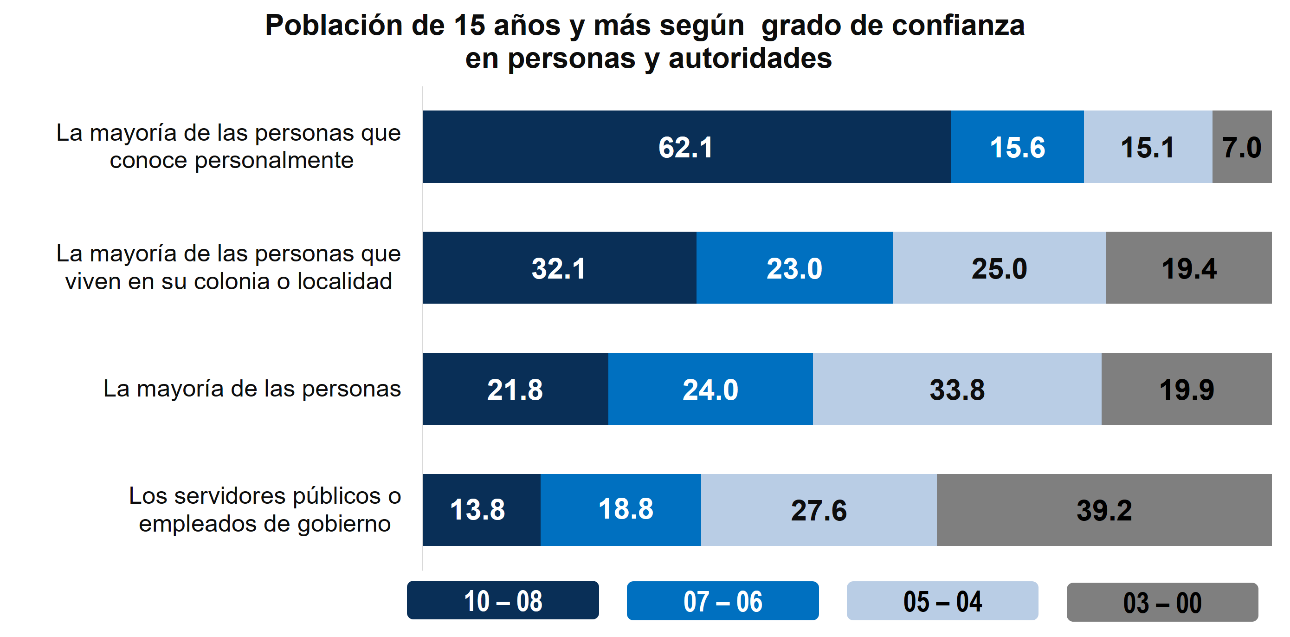 Población de 15 años y más según  grado de confianza
en personas y autoridades
La mayoría de las personas que
conoce personalmente
62.1 15.6 15.1 7.0
La mayoría de las personas que
viven en su colonia o localidad
32.1 23.0 25.0 19.4
La mayoría de las personas
21.8 24.0 33.8 19.9
Los servidores públicos o
empleados de gobierno
13.8 18.8 27.6 39.2
10 – 08 07 – 06 05 – 04 03 – 00